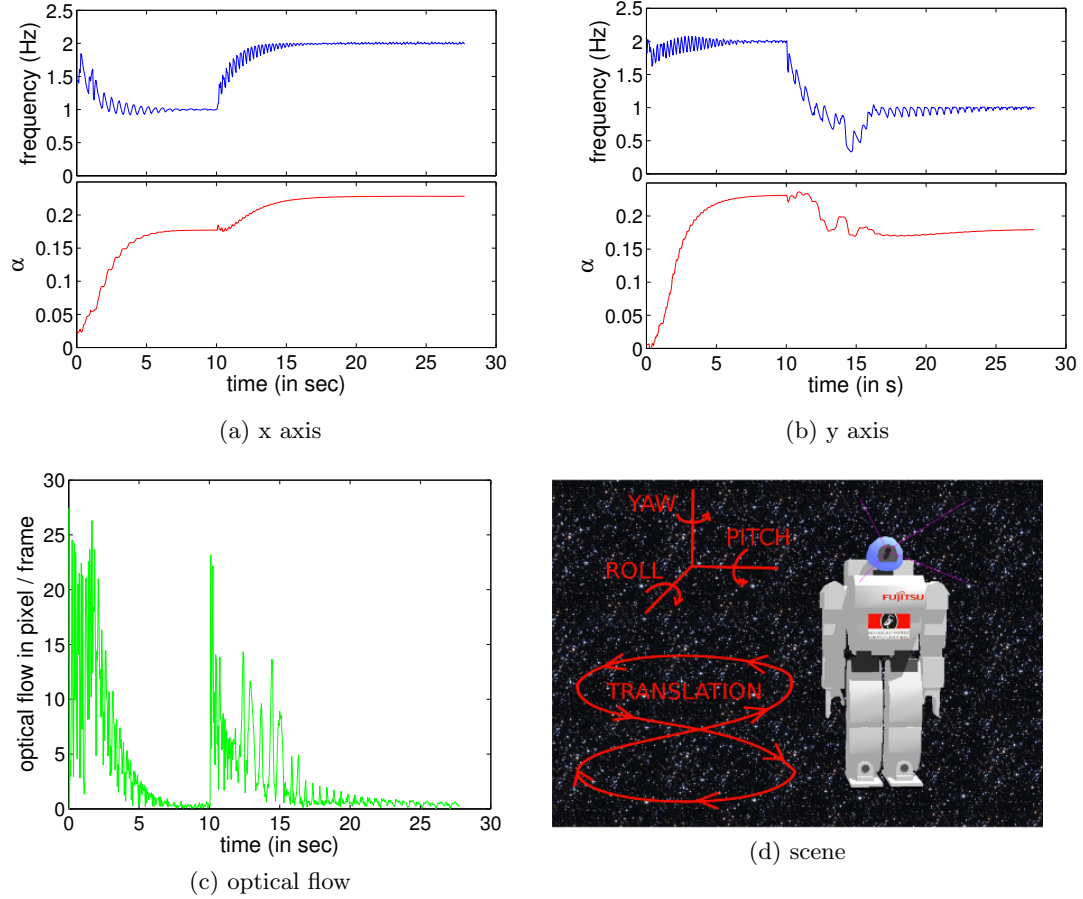 2.5
2
1.5
1
0.5
0
frequency (Hz)
0.2
0.15
0.1
0.05
0
α
0 5 10 15 20 25 30
time (in sec)
(a) x axis
2.5
2
1.5
1
0.5
0
frequency (Hz)
0.2
0.15
0.1
0.05
0
α
0 5 10 15 20 25 30
time (in s)
(b) y axis
30
25
20
15
10
5
0
optical flow in pixel / frame
0 5 10 15 20 25 30
time (in sec)
(c) optical flow
YAW
PITCH
ROLL
TRANSLATION
FUJITSU
(d) scene